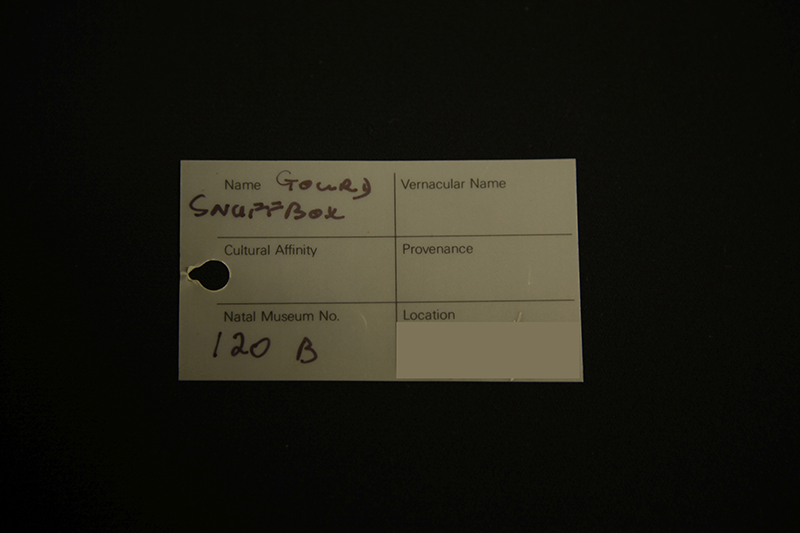 Name GOURD
SNUFFBOX
Vernacular Name
Cultural Affinity
Provenance
Natal Museum No.
120 B
Location